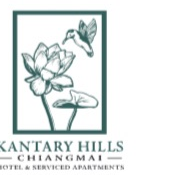 KANTARY HILLS
CHIANGMAI
HOTEL & SERVICED APARTMENTS